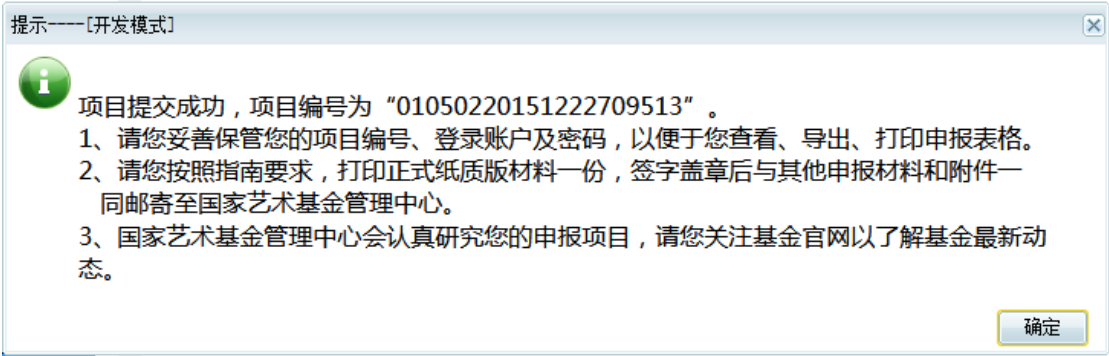 提示----[开发模式]
项目提交成功，项目编号为“01050220151222709513”。
1、请您妥善保管您的项目编号、登录账户及密码，以便于您查看、导出、打印申报表格。
2、请您按照指南要求，打印正式纸质版材料一份，签字盖章后与其他申报材料和附件一
同邮寄至国家艺术基金管理中心。
3、国家艺术基金管理中心会认真研究您的申报项目，请您关注基金官网以了解基金最新动
态。
确定